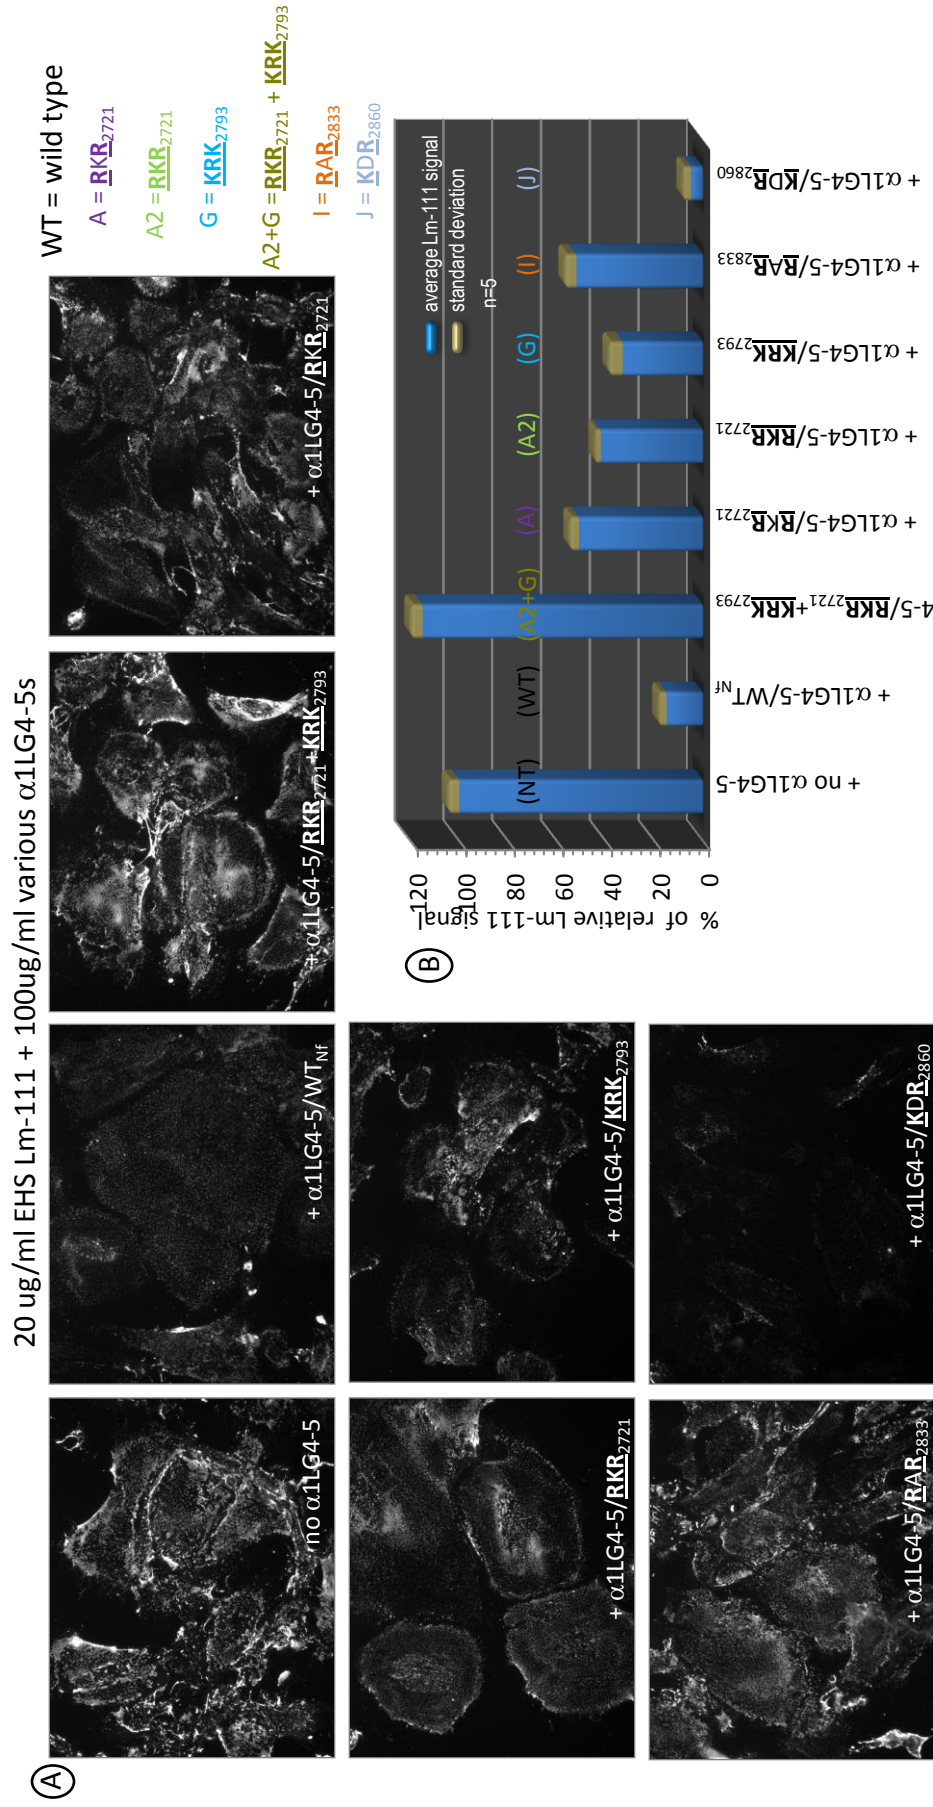 20 ug/ml EHS Lm-111 + 100ug/ml various α1LG4-5s
A
no α1LG4-5
+ α1LG4-5/WTNf
+ α1LG4-5/RKR2721+KRK2793
+ α1LG4-5/RKR2721
+ α1LG4-5/RKR2721
+ α1LG4-5/KRK2793
+ α1LG4-5/RAR2833
+ α1LG4-5/KDR2860
WT = wild type
A = RKR2721
A2 = RKR2721
G = KRK2793
A2+G = RKR2721 + KRK2793
I = RAR2833
J = KDR2860
B
% of relative Lm-111 signal
120
100
80
60
40
20
0
average Lm-111 signal
standard deviation
n=5
(NT)
(WT)
(A2+G)
(A)
(A2)
(G)
(I)
(J)
+ no α1LG4-5
+ α1LG4-5/WTNf
4-5/RKR2721+KRK2793
+ α1LG4-5/RKR2721
+ α1LG4-5/RKR2721
+ α1LG4-5/KRK2793
+ α1LG4-5/RAR2833
+ α1LG4-5/KDR2860